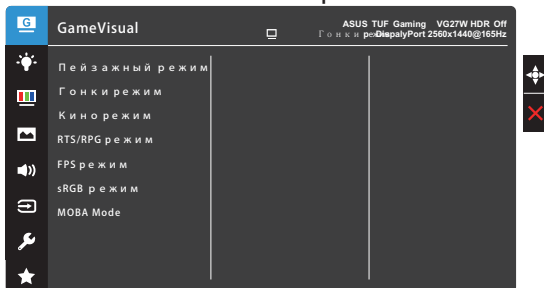 G
GameVisual
ASUS TUF Gaming VG27W HDR Off
Гонки режим DispalyPort 2560x1440@165Hz
Пейзажный режим
Гонки режим
Кино режим
RTS/RPG режим
FPS режим
sRGB режим
MOBA Mode